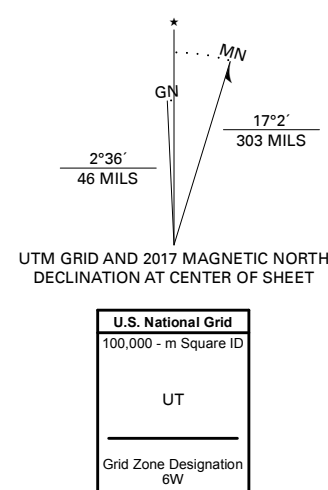 ★
MN
GN
17°2´
303 MILS
2°36´
46 MILS
UTM GRID AND 2017 MAGNETIC NORTH
DECLINATION AT CENTER OF SHEET
U.S. National Grid
100,000 - m Square ID
UT
Grid Zone Designation
6W